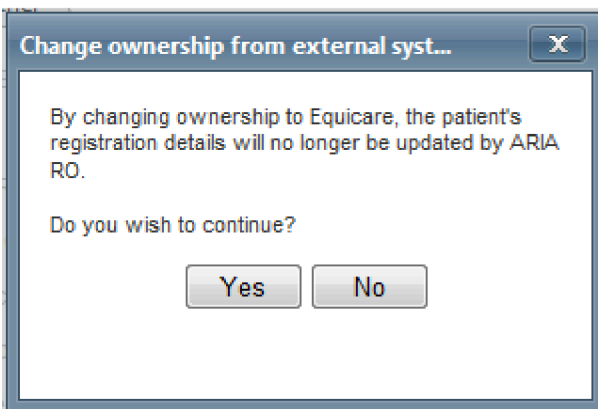 Change ownership from external syst...
X
By changing ownership to Equicare, the patient's
registration details will no longer be updated by ARIA
RO.
Do you wish to continue?
Yes No